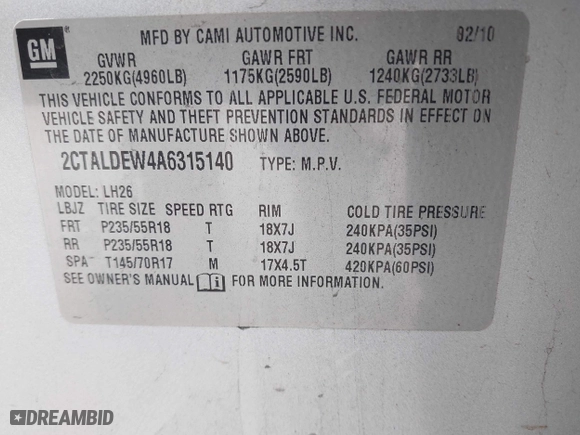 GM
MFD BY CAMI AUTOMOTIVE INC. 02/10
GVWR GAWR FRT GAWR RR
2250KG(4960LB) 1175KG(2590LB) 1240KG(2733LB)
THIS VEHICLE CONFORMS TO ALL APPLICABLE U.S. FEDERAL MOTOR
VEHICLE SAFETY AND THEFT PREVENTION STANDARDS IN EFFECT ON
THE DATE OF MANUFACTURE SHOWN ABOVE.
2CTALDEW4A6315140 TYPE: M.P.V.
MODEL: LH26
LBJZ TIRE SIZE SPEED RTG RIM COLD TIRE PRESSURE
FRT P235/55R18 T 18X7J 240KPA(35PSI)
RR P235/55R18 T 18X7J 240KPA(35PSI)
SPA T145/70R17 M 17X4.5T 420KPA(60PSI)
SEE OWNER'S MANUAL i FOR MORE INFORMATION.
DREAMBID